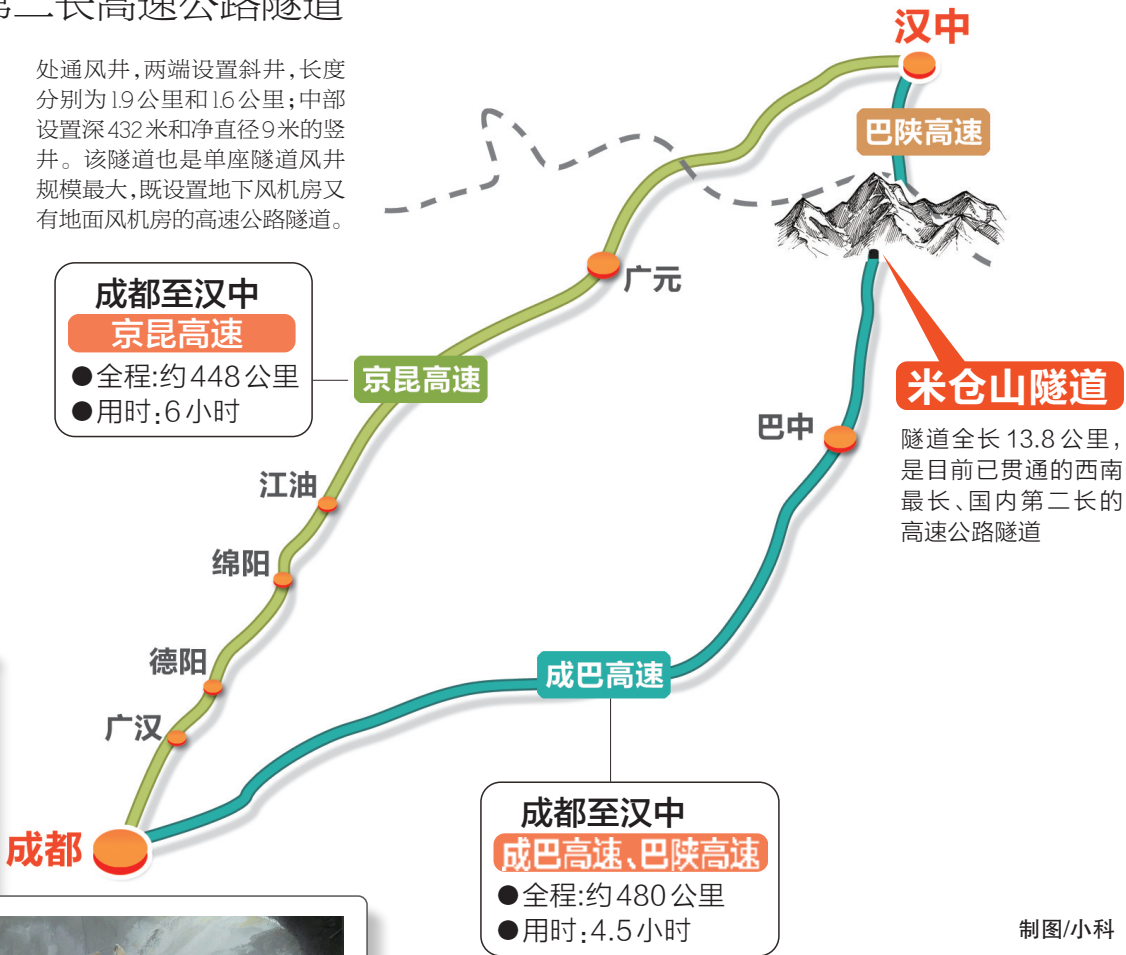 第二长高速公路隧道
处通风井,两端设置斜井,长度
分别为1.9公里和1.6公里;中部
设置深432米和净直径9米的竖
井。该隧道也是单座隧道风井
规模最大,既设置地下风机房又
有地面风机房的高速公路隧道。
汉中
巴陕高速
广元
成都至汉中
京昆高速
●全程:约448公里
●用时:6小时
京昆高速
米仓山隧道
隧道全长13.8公里,
是目前已贯通的西南
最长、国内第二长的
高速公路隧道
巴中
江油
绵阳
德阳
成巴高速
广汉
成都
成都至汉中
成巴高速、巴陕高速
●全程:约480公里
●用时:4.5小时
制图/小科